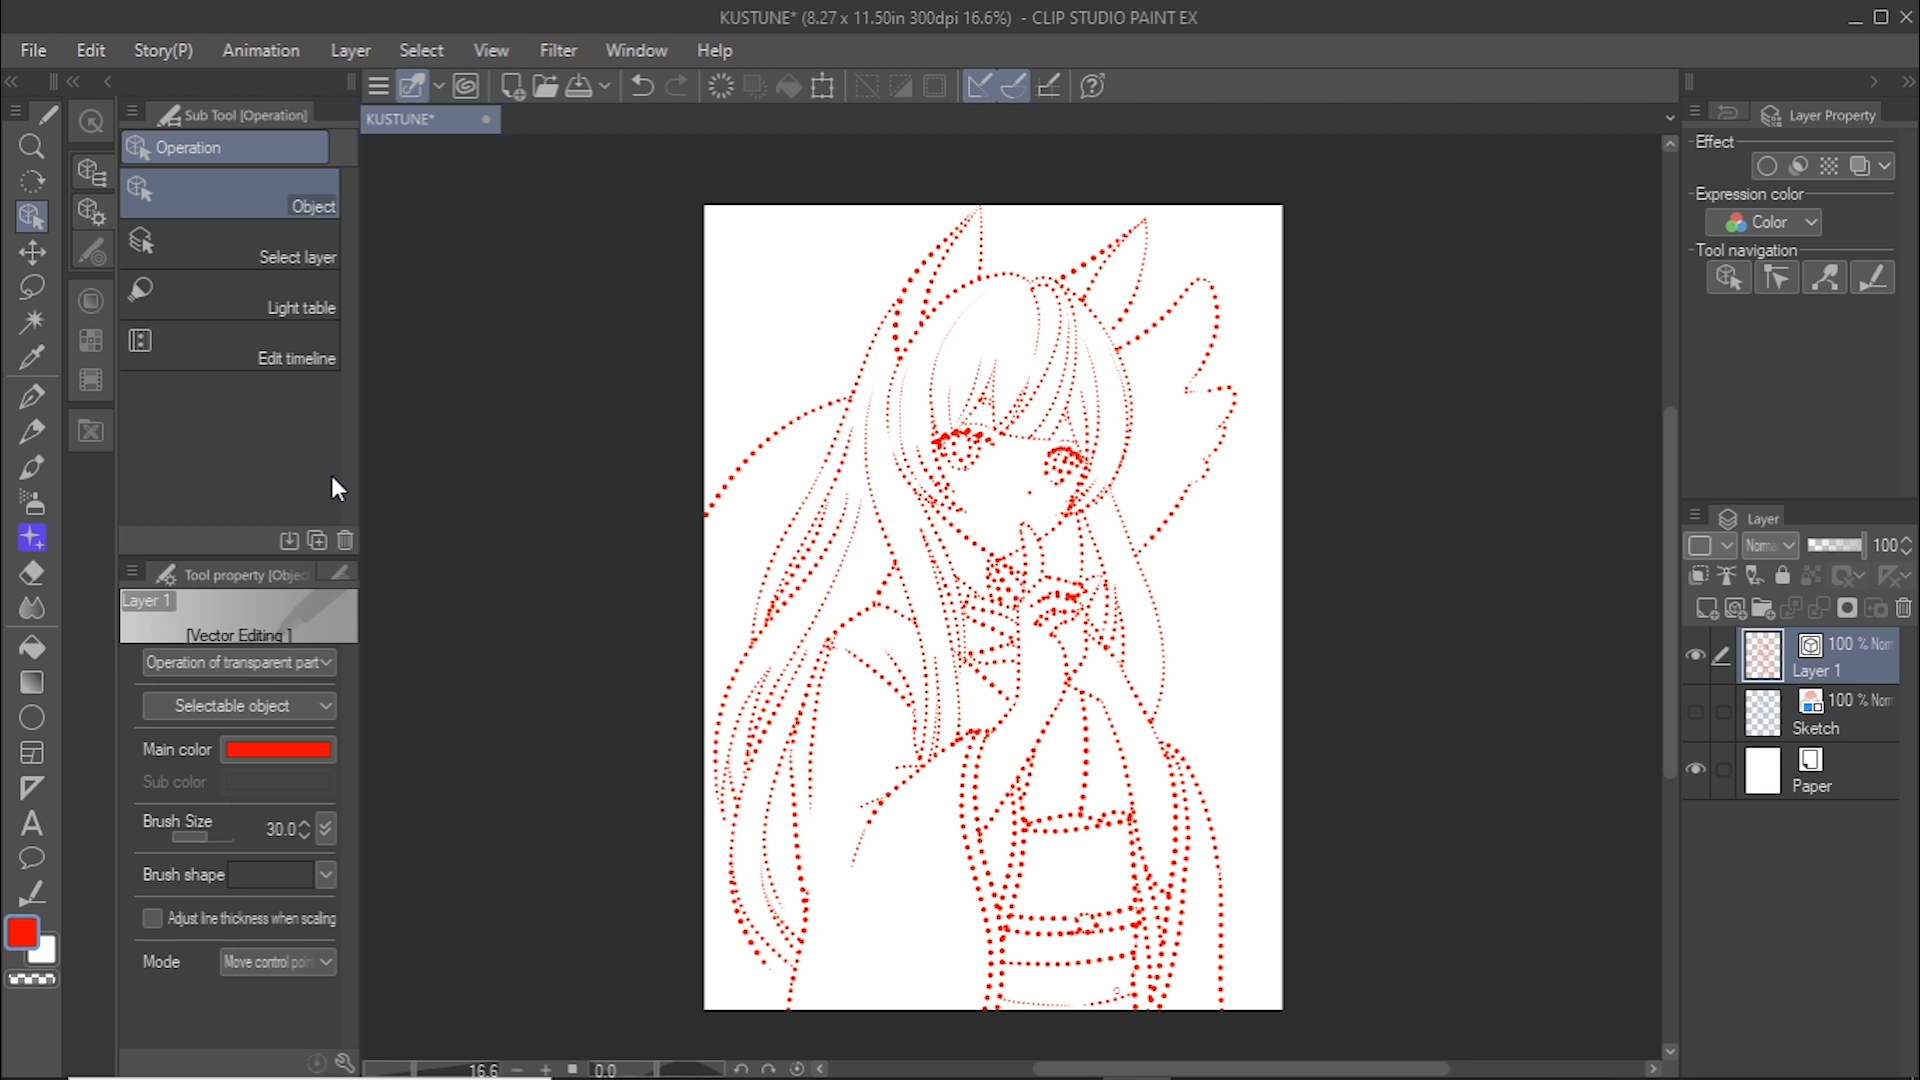 KUSTUNE* (8.27 x 11.50in 300dpi 16.6%) - CLIP STUDIO PAINT EX
File Edit Story(P) Animation Layer Select View Filter Window Help
Sub Tool [Operation]
Operation
Object
Select layer
Light table
Edit timeline
Tool property [Objec
Layer 1
[Vector Editing ]
Operation of transparent part
Selectable object
Main color
Sub color
Brush Size 30.0
Brush shape
Adjust line thickness when scaling
Mode Move control poin
KUSTUNE*
16.6 0.0
Layer Property
Effect
Expression color
Color
Tool navigation
Layer
Norma 100
100 % Norn
Layer 1
100 % Norn
Sketch
Paper